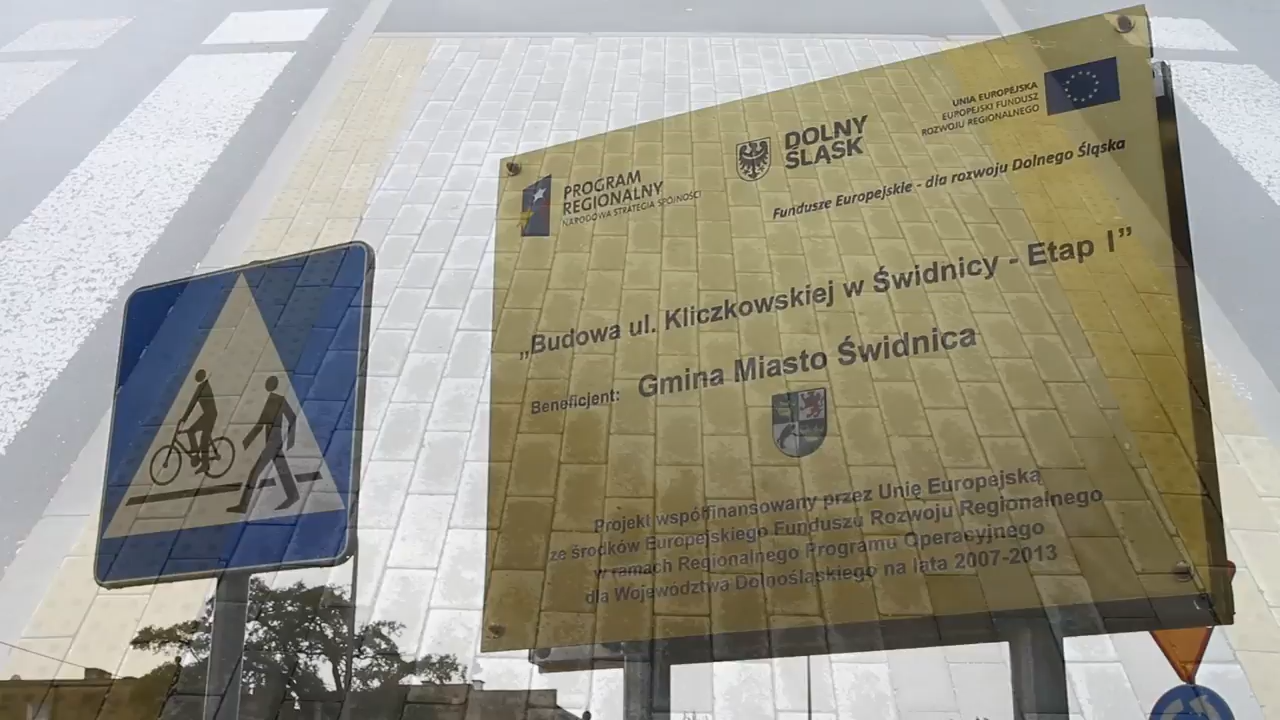 PROGRAM
REGIONALNY
NARODOWA STRATEGIA SPÓJNOŚCI
DOLNY
ŚLĄSK
UNIA EUROPEJSKA
EUROPEJSKI FUNDUSZ
ROZWOJU REGIONALNEGO
Fundusze Europejskie - dla rozwoju Dolnego Śląska
„Budowa ul. Kliczkowskiej w Świdnicy - Etap I”
Beneficjent: Gmina Miasto Świdnica
Projekt współfinansowany przez Unię Europejską
ze środków Europejskiego Funduszu Rozwoju Regionalnego
w ramach Regionalnego Programu Operacyjnego
dla Województwa Dolnośląskiego na lata 2007-2013